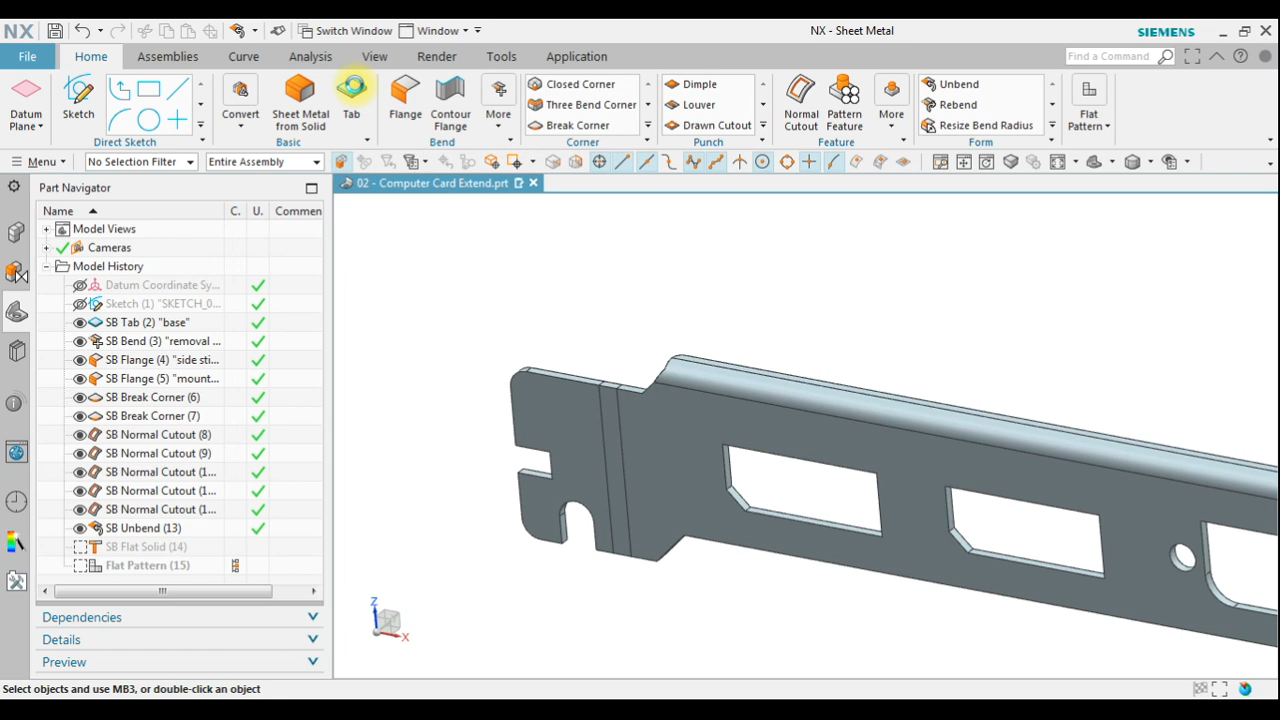 NX
Switch Window
Window
NX - Sheet Metal
SIEMENS
File
Home
Assemblies
Curve
Analysis
View
Render
Tools
Application
Find a Command
Datum Plane
Sketch
Direct Sketch
Convert
Sheet Metal from Solid
Tab
Basic
Flange
Contour Flange
More
Bend
Closed Corner
Three Bend Corner
Break Corner
Corner
Dimple
Louver
Drawn Cutout
Punch
Normal Cutout
Pattern Feature
More
Feature
Unbend
Rebend
Resize Bend Radius
Form
Flat Pattern
Menu
No Selection Filter
Entire Assembly
Part Navigator
02 - Computer Card Extend.prt
Name
C.
U.
Commen
Model Views
Cameras
Model History
Datum Coordinate Sy...
Sketch (1) "SKETCH_0...
SB Tab (2) "base"
SB Bend (3) "removal ...
SB Flange (4) "side sti...
SB Flange (5) "mount...
SB Break Corner (6)
SB Break Corner (7)
SB Normal Cutout (8)
SB Normal Cutout (9)
SB Normal Cutout (1...
SB Normal Cutout (1...
SB Normal Cutout (1...
SB Unbend (13)
SB Flat Solid (14)
Flat Pattern (15)
Dependencies
Details
Preview
Z
X
Select objects and use MB3, or double-click an object